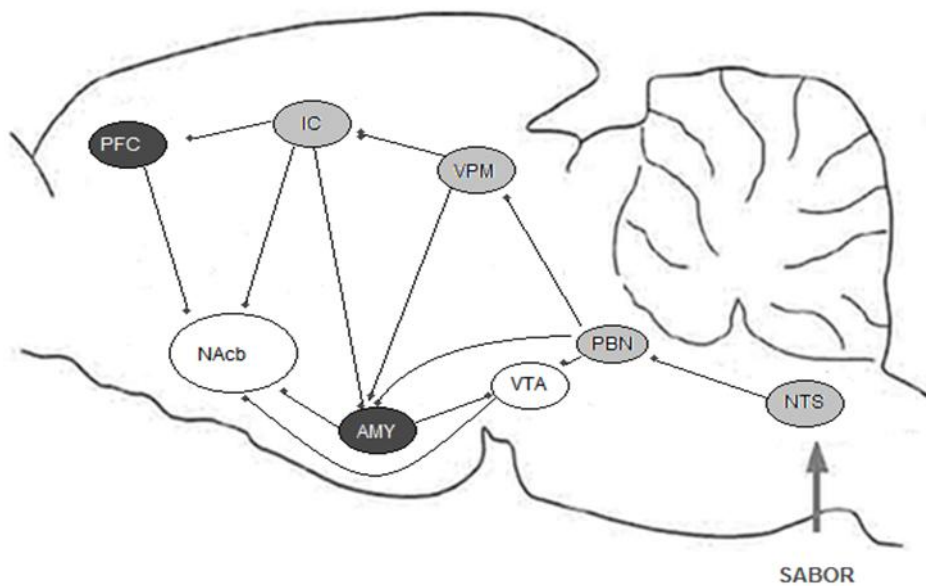 IC
PFC
VPM
NAcb
PBN
VTA
NTS
AMY
SABOR